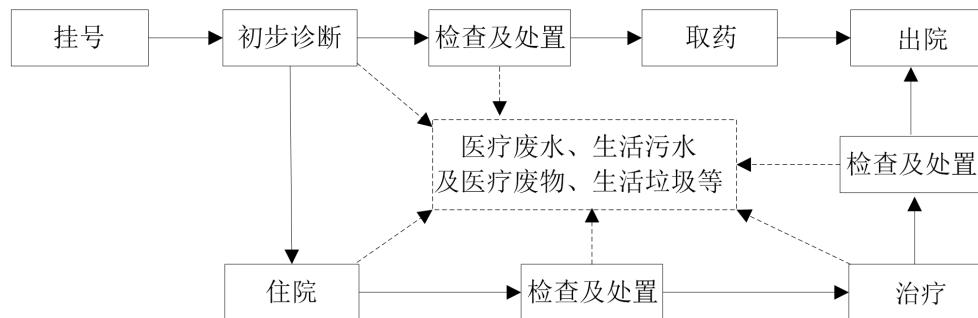 挂号
初步诊断
检查及处置
取药
出院
医疗废水、生活污水
及医疗废物、生活垃圾等
检查及处置
住院
检查及处置
治疗